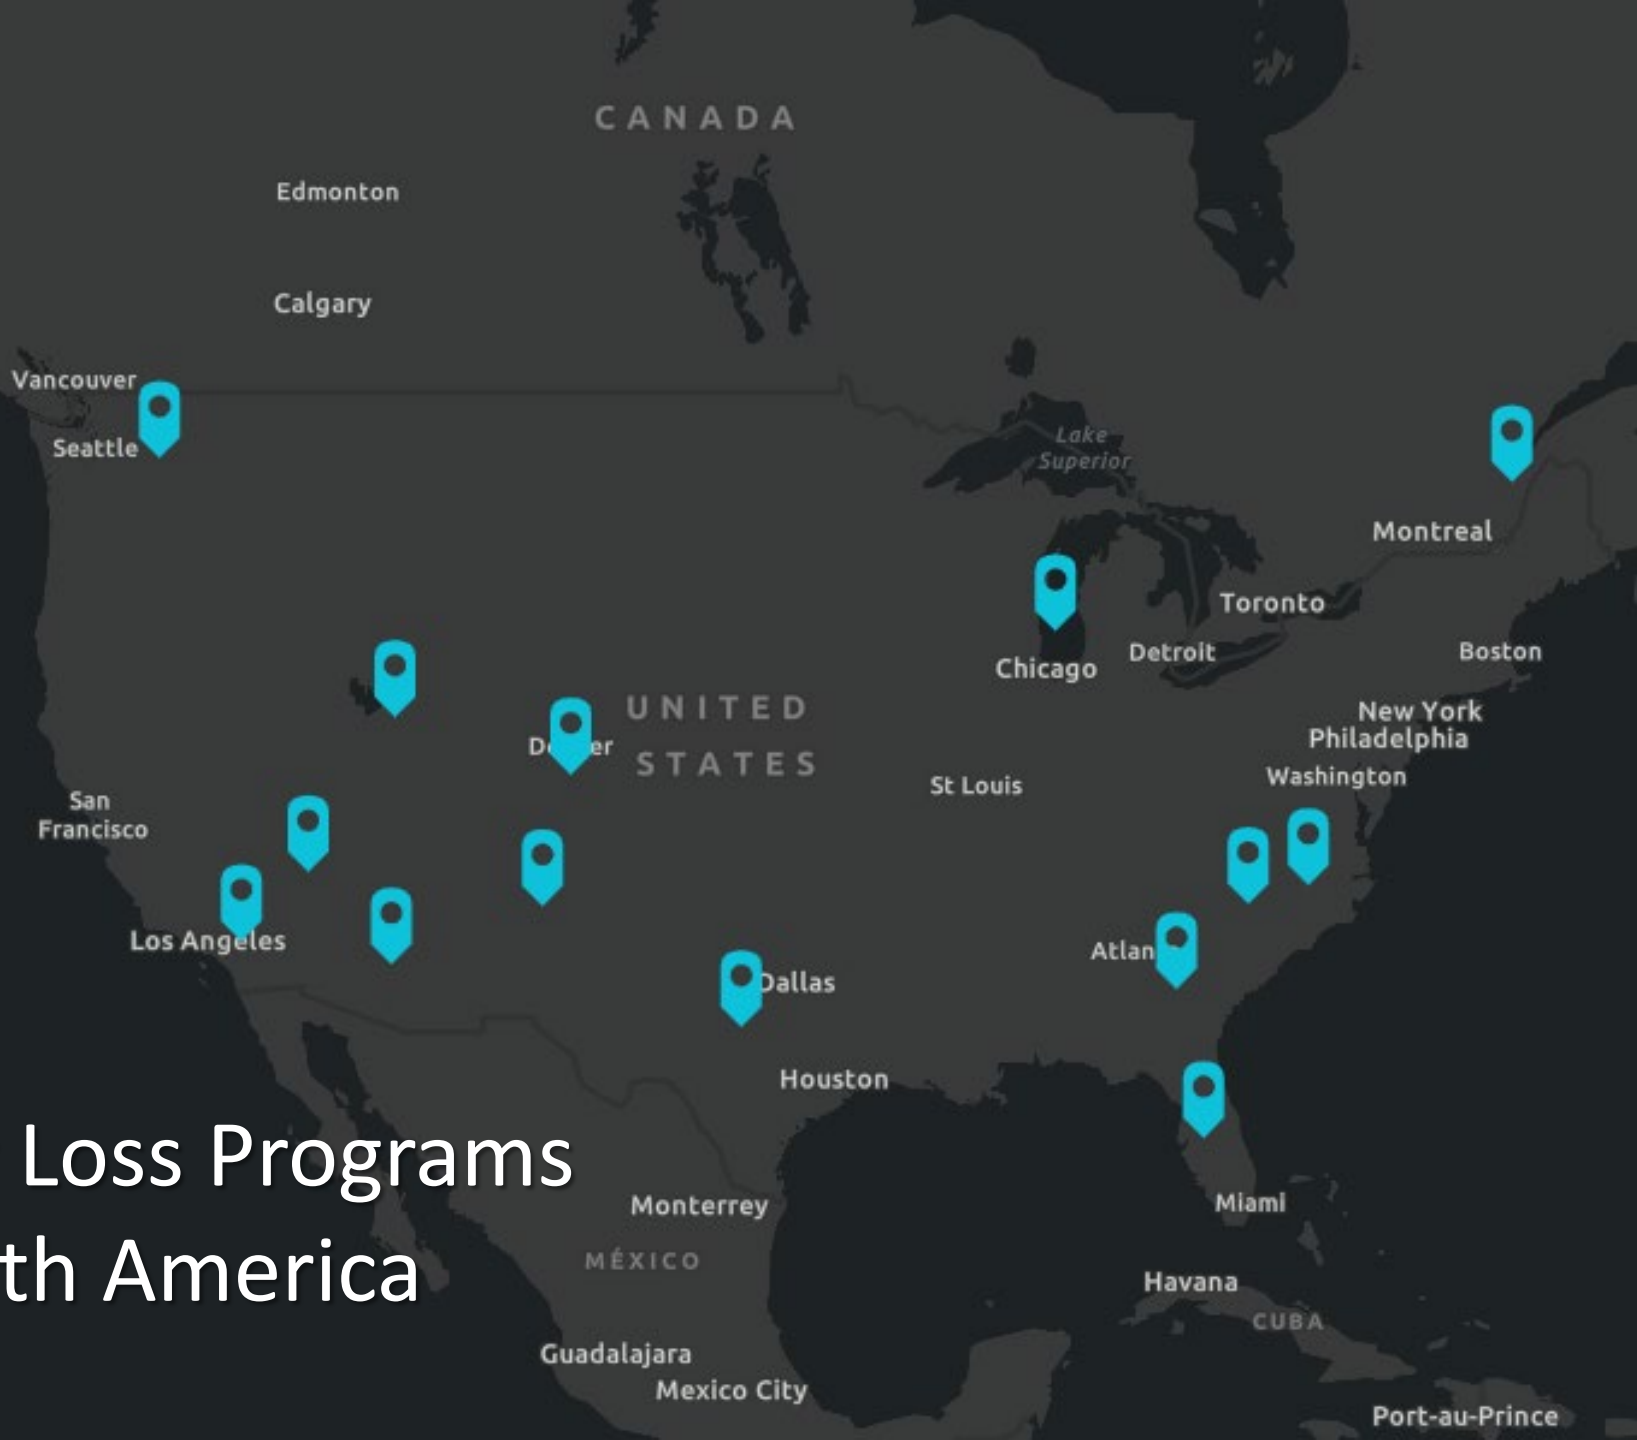 CANADA
Edmonton
Calgary
Vancouver
Seattle
Lake
Superior
Montreal
Toronto
Detroit
Chicago
Boston
UNITED
STATES
New York
Philadelphia
Washington
St Louis
San
Francisco
Los Angeles
Dallas
Houston
Loss Programs
th America
Monterrey
MÉXICO
Miami
Havana
CUBA
Guadalajara
Mexico City
Port-au-Prince